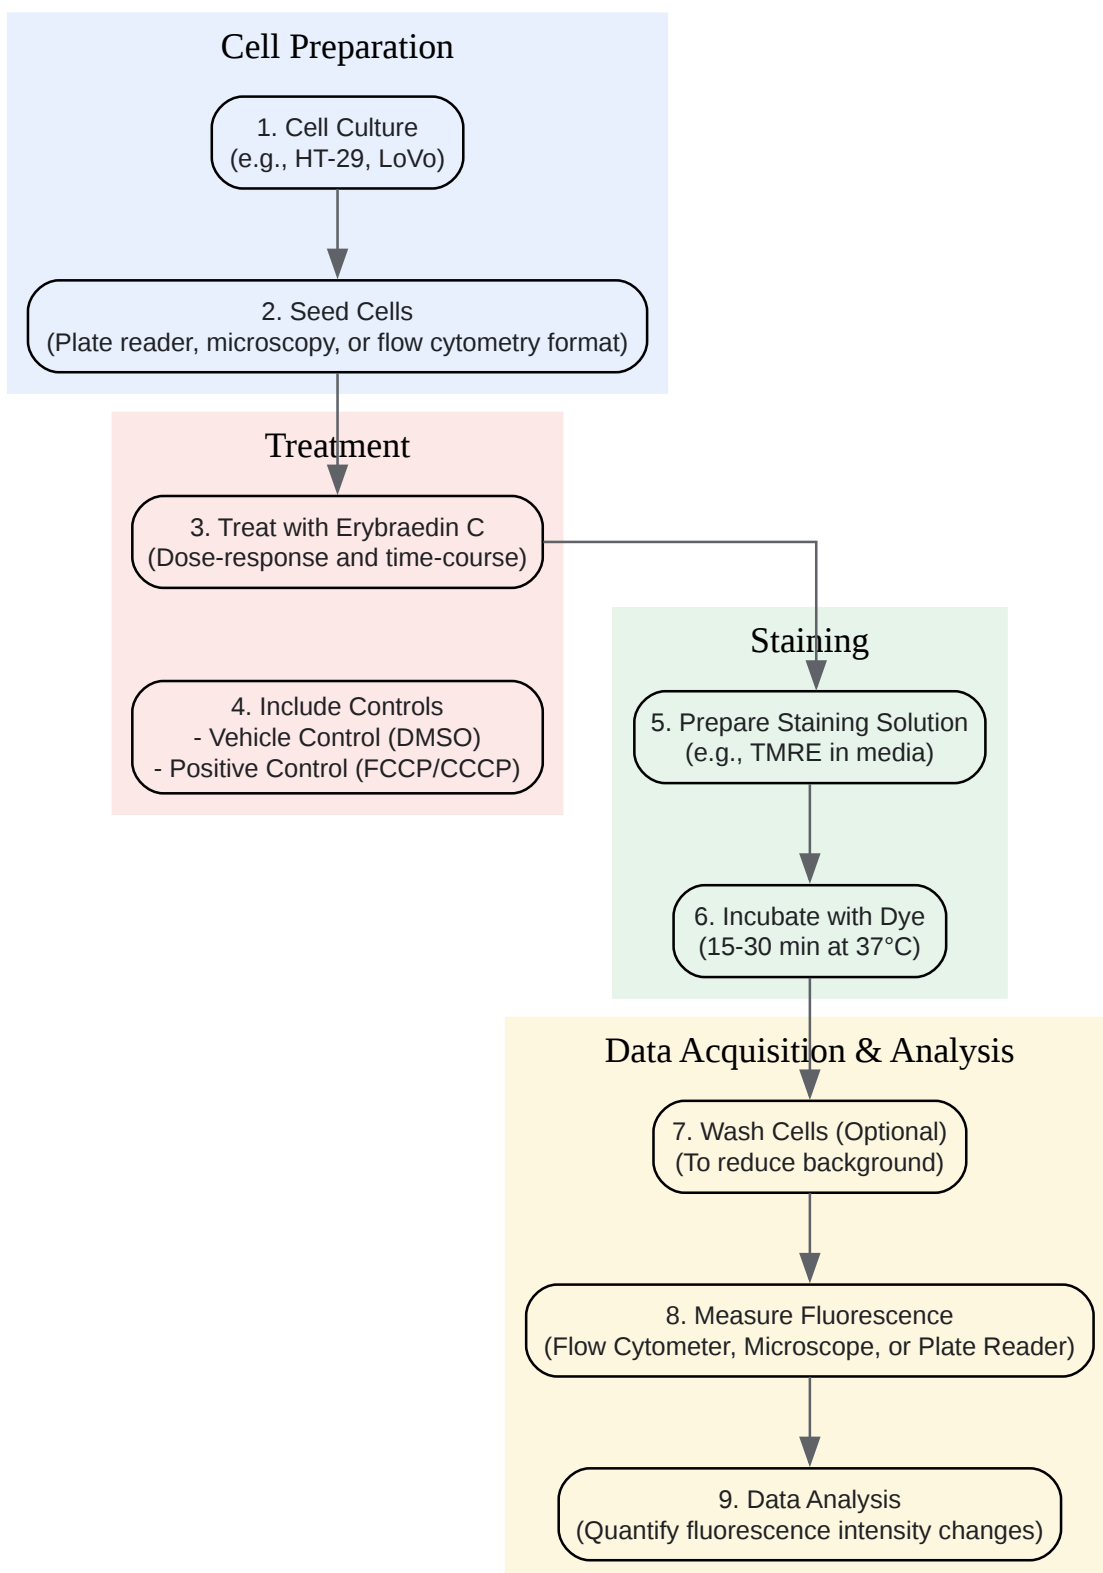 Cell Preparation
1. Cell Culture
(e.g., HT-29, LoVo)
2. Seed Cells
(Plate reader, microscopy, or flow cytometry format)
Treatment
3. Treat with Erybraedin C
(Dose-response and time-course)
4. Include Controls
- Vehicle Control (DMSO)
- Positive Control (FCCP/CCCP)
Staining
5. Prepare Staining Solution
(e.g., TMRE in media)
6. Incubate with Dye
(15-30 min at 37°C)
Data Acquisition & Analysis
7. Wash Cells (Optional)
(To reduce background)
8. Measure Fluorescence
(Flow Cytometer, Microscope, or Plate Reader)
9. Data Analysis
(Quantify fluorescence intensity changes)